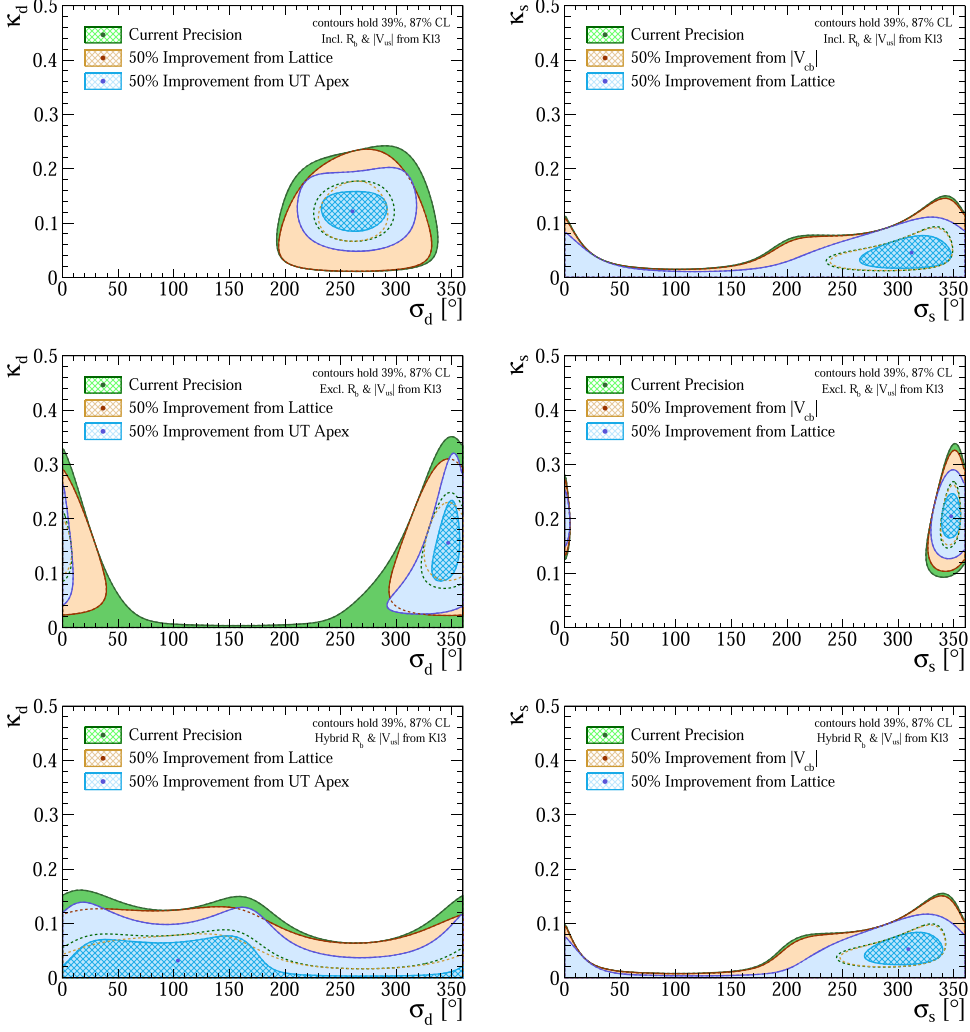 κd
0.5
0.4
0.3
0.2
0.1
0
contours hold 39%, 87% CL
Incl. Rb & |Vus| from Kl3
Current Precision
50% Improvement from Lattice
50% Improvement from UT Apex
0 50 100 150 200 250 300 350
σd [°]
κs
0.5
0.4
0.3
0.2
0.1
0
contours hold 39%, 87% CL
Incl. Rb & |Vus| from Kl3
Current Precision
50% Improvement from |Vcb|
50% Improvement from Lattice
0 50 100 150 200 250 300 350
σs [°]
κd
0.5
0.4
0.3
0.2
0.1
0
contours hold 39%, 87% CL
Excl. Rb & |Vus| from Kl3
Current Precision
50% Improvement from Lattice
50% Improvement from UT Apex
0 50 100 150 200 250 300 350
σd [°]
κs
0.5
0.4
0.3
0.2
0.1
0
contours hold 39%, 87% CL
Excl. Rb & |Vus| from Kl3
Current Precision
50% Improvement from |Vcb|
50% Improvement from Lattice
0 50 100 150 200 250 300 350
σs [°]
κd
0.5
0.4
0.3
0.2
0.1
0
contours hold 39%, 87% CL
Hybrid Rb & |Vus| from Kl3
Current Precision
50% Improvement from Lattice
50% Improvement from UT Apex
0 50 100 150 200 250 300 350
σd [°]
κs
0.5
0.4
0.3
0.2
0.1
0
contours hold 39%, 87% CL
Hybrid Rb & |Vus| from Kl3
Current Precision
50% Improvement from |Vcb|
50% Improvement from Lattice
0 50 100 150 200 250 300 350
σs [°]